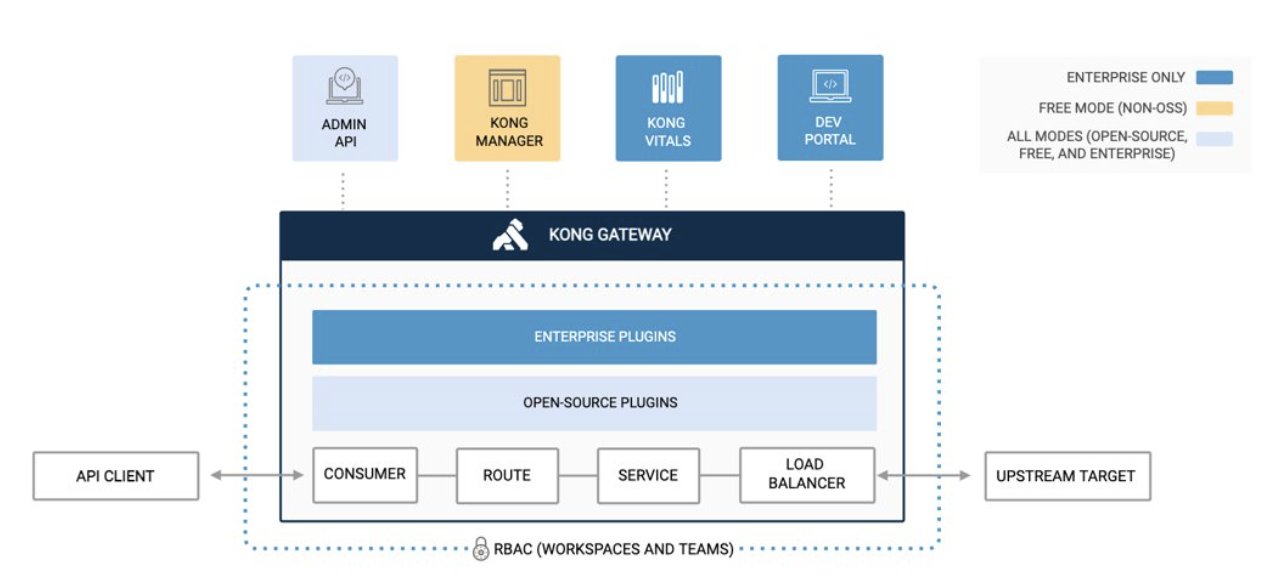 ADMIN
API
KONG
MANAGER
KONG
VITALS
DEV
PORTAL
ENTERPRISE ONLY
FREE MODE (NON-OSS)
ALL MODES (OPEN-SOURCE,
FREE, AND ENTERPRISE)
KONG GATEWAY
ENTERPRISE PLUGINS
OPEN-SOURCE PLUGINS
API CLIENT
CONSUMER
ROUTE
SERVICE
LOAD
BALANCER
UPSTREAM TARGET
RBAC (WORKSPACES AND TEAMS)